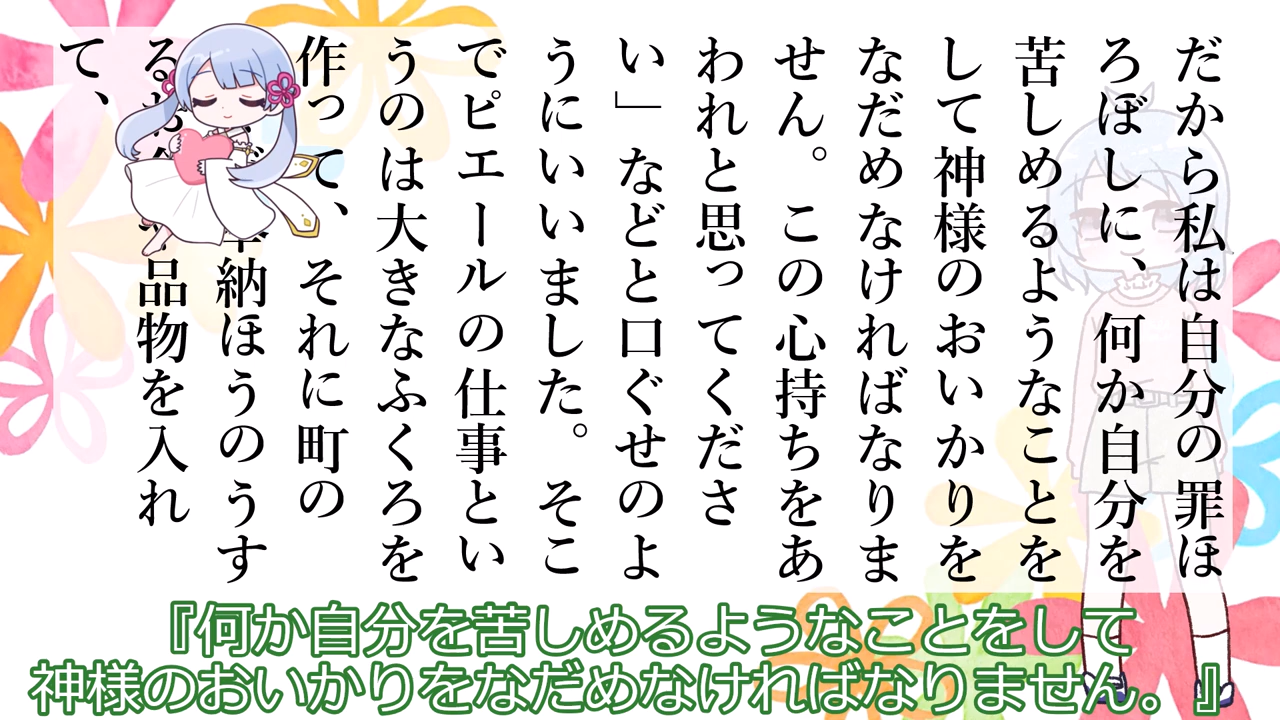 だから私は自分の罪ほ
ろぼしに、何か自分を
苦しめるようなことを
して神様のおいかりを
なだめなければなりま
せん。この心持ちをあ
われと思ってくださ
い」などと口ぐせのよ
うにいいました。そこ
でピエールの仕事とい
うのは大きなふくろを
作って、それに町の
納ほうのうす
る 品物を入れ
て、
『何か自分を苦しめるようなことをして
神様のおいかりをなだめなければなりません。』